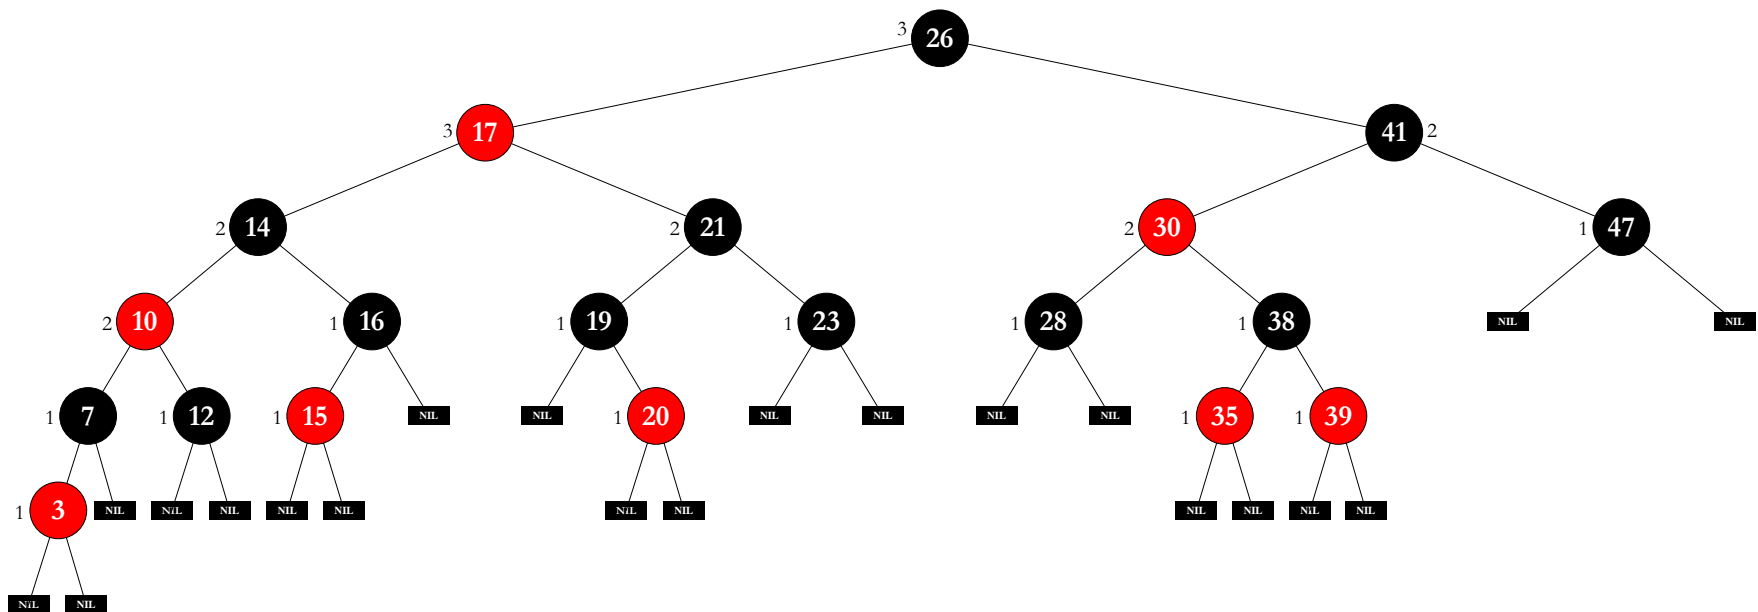 3 26
3 17 41 2
2 14 2 21 2 30 1 47
2 10 1 16 1 19 1 23 1 28 1 38 NIL NIL
1 7 1 12 1 15 NIL NIL 1 20 NIL NIL NIL NIL 1 35 1 39
1 3 NIL NIL NIL NIL NIL NIL NIL NIL NIL NIL NIL
NIL NIL